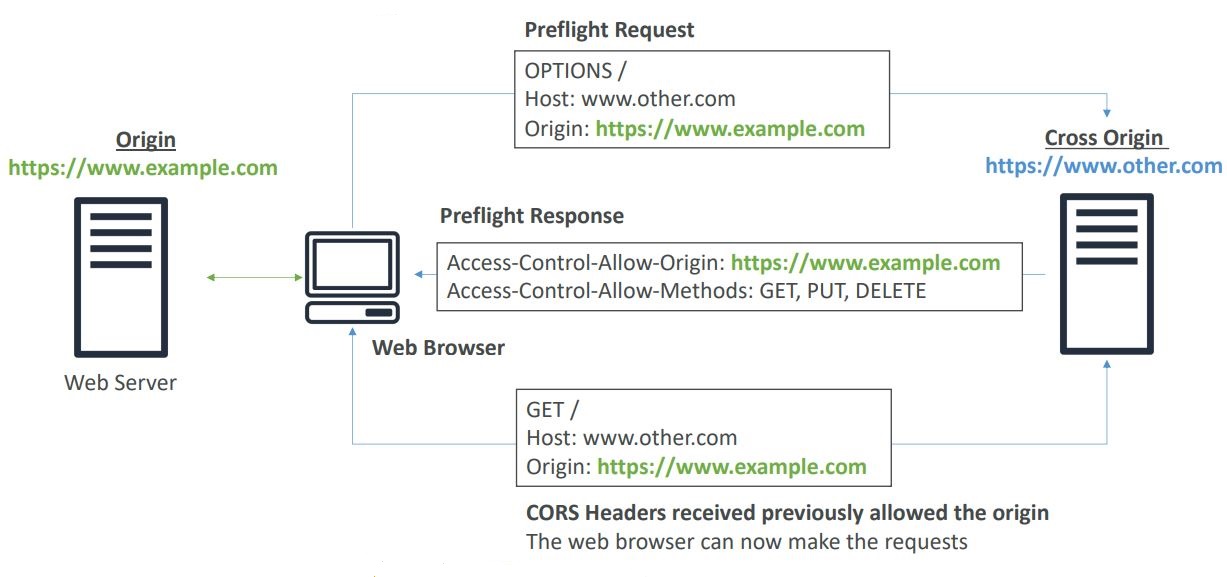 Preflight Request
OPTIONS /
Host: www.other.com
Origin: https://www.example.com
Origin
https://www.example.com
Cross Origin
https://www.other.com
Preflight Response
Access-Control-Allow-Origin: https://www.example.com
Access-Control-Allow-Methods: GET, PUT, DELETE
Web Browser
Web Server
GET /
Host: www.other.com
Origin: https://www.example.com
CORS Headers received previously allowed the origin
The web browser can now make the requests